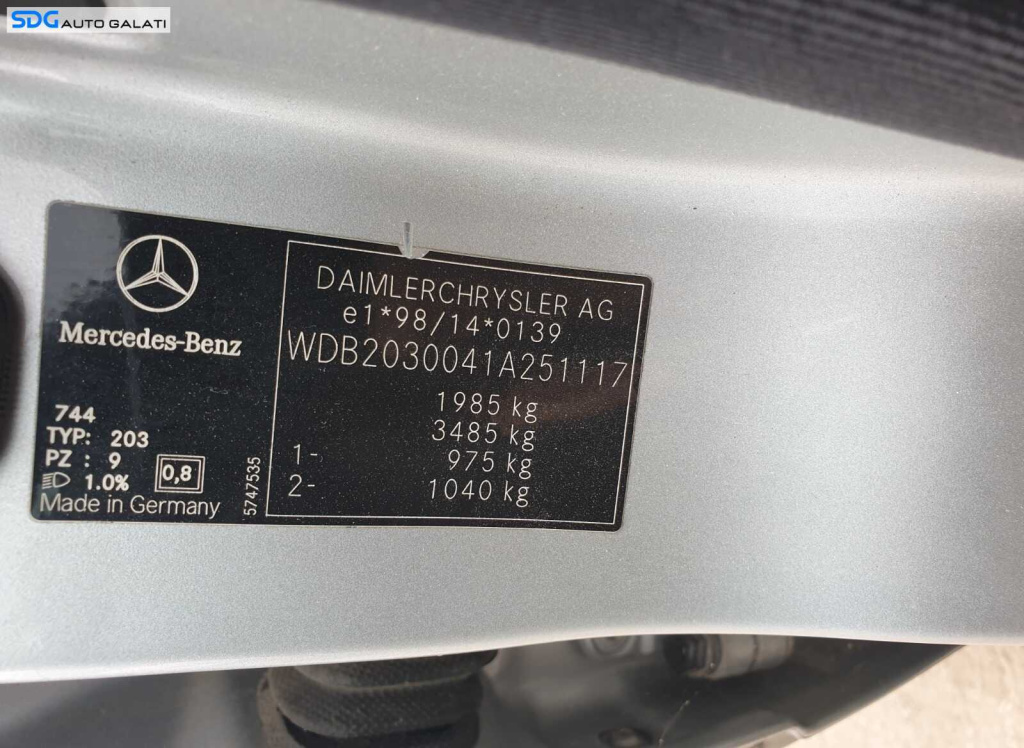 SDG AUTO GALATI
Mercedes-Benz
744
TYP: 203
PZ : 9
1.0%
0,8
Made in Germany
5747535
DAIMLERCHRYSLER AG
e1*98/14*0139
WDB2030041A251117
1985 kg
3485 kg
1- 975 kg
2- 1040 kg